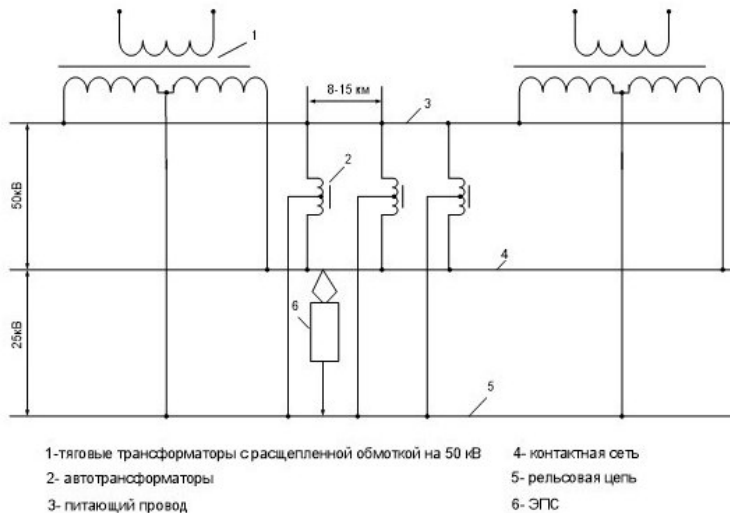 1
8-15 км
3
2
50кВ
4
6
25кВ
5
1-тяговые трансформаторы с расщепленной обмоткой на 50 кВ
2- автотрансформаторы
3- питающий провод
4- контактная сеть
5- рельсовая цепь
6- ЭПС